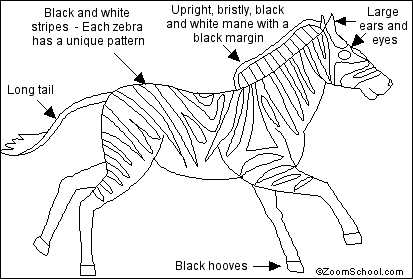 Black and white
stripes - Each zebra
has a unique pattern
Upright, bristly, black
and white mane with a
black margin
Large
ears and
eyes
Long tail
Black hooves
©ZoomSchool.com